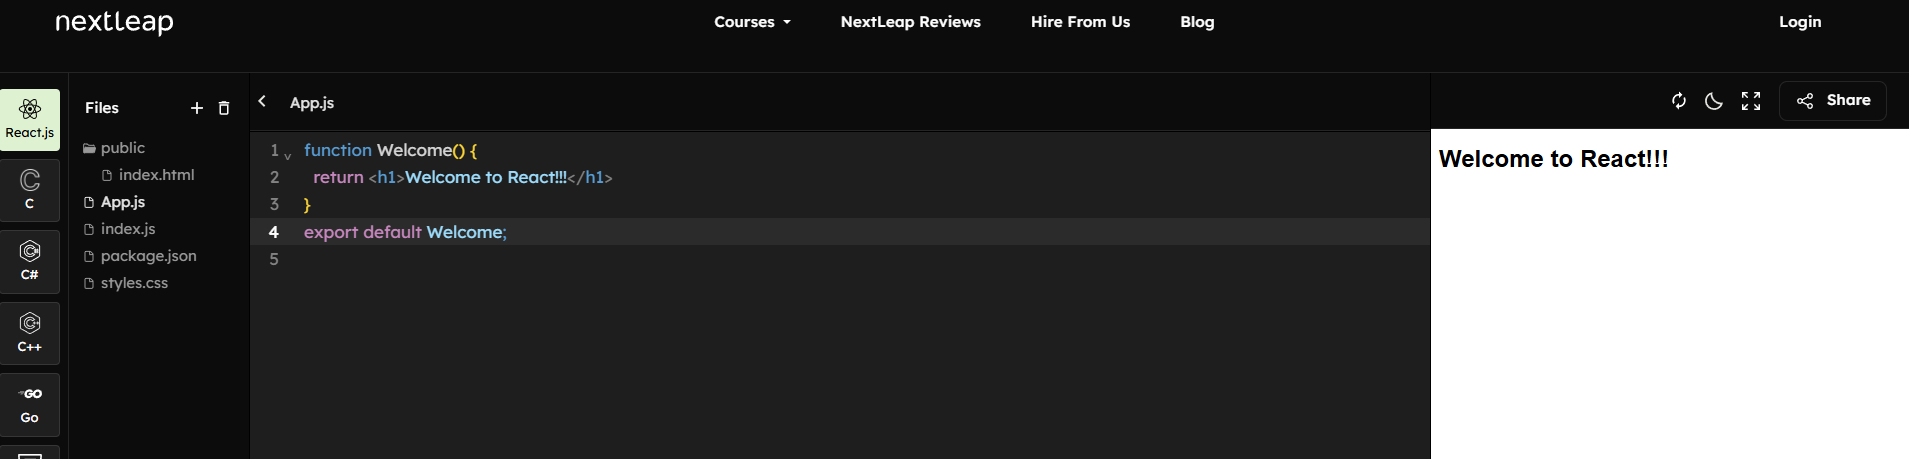 nextleap
Courses
NextLeap Reviews
Hire From Us
Blog
Login
React.js
C
C#
C++
GO
Go
Files
public
index.html
App.js
index.js
package.json
styles.css
App.js
1 function Welcome() {
2 return <h1>Welcome to React!!!</h1>
3 }
4 export default Welcome;
5
Share
Welcome to React!!!